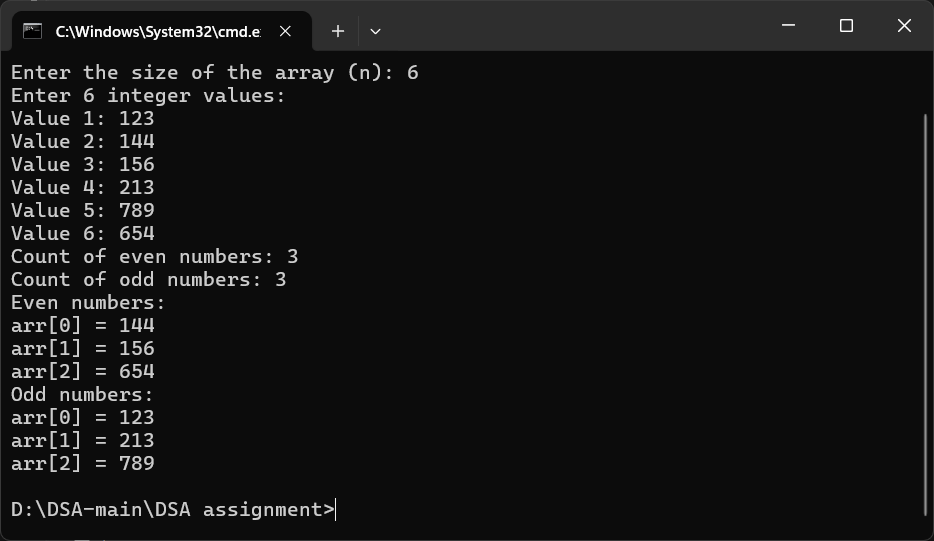 C:\Windows\System32\cmd.e
Enter the size of the array (n): 6
Enter 6 integer values:
Value 1: 123
Value 2: 144
Value 3: 156
Value 4: 213
Value 5: 789
Value 6: 654
Count of even numbers: 3
Count of odd numbers: 3
Even numbers:
arr[0] = 144
arr[1] = 156
arr[2] = 654
Odd numbers:
arr[0] = 123
arr[1] = 213
arr[2] = 789
D:\DSA-main\DSA assignment>